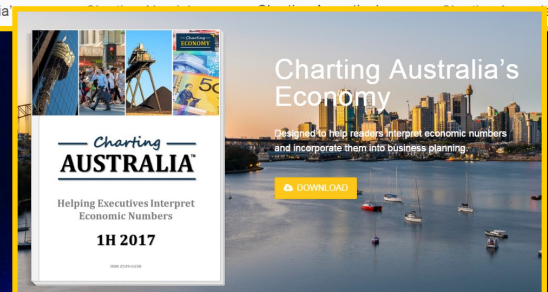 Charting
ECONOMY
Charting
AUSTRALIA™
Helping Executives Interpret
Economic Numbers
1H 2017
Charting Australia's
Economy
Designed to help readers interpret economic numbers
and incorporate them into business planning.
DOWNLOAD